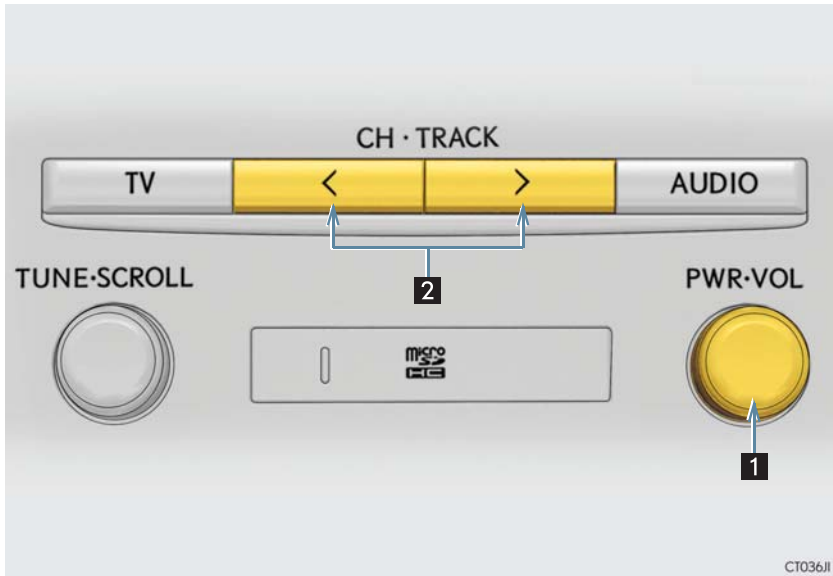 CH・TRACK
TV < > AUDIO
2
TUNE・SCROLL PWR・VOL
micro
SD
HC
1
CT036JI